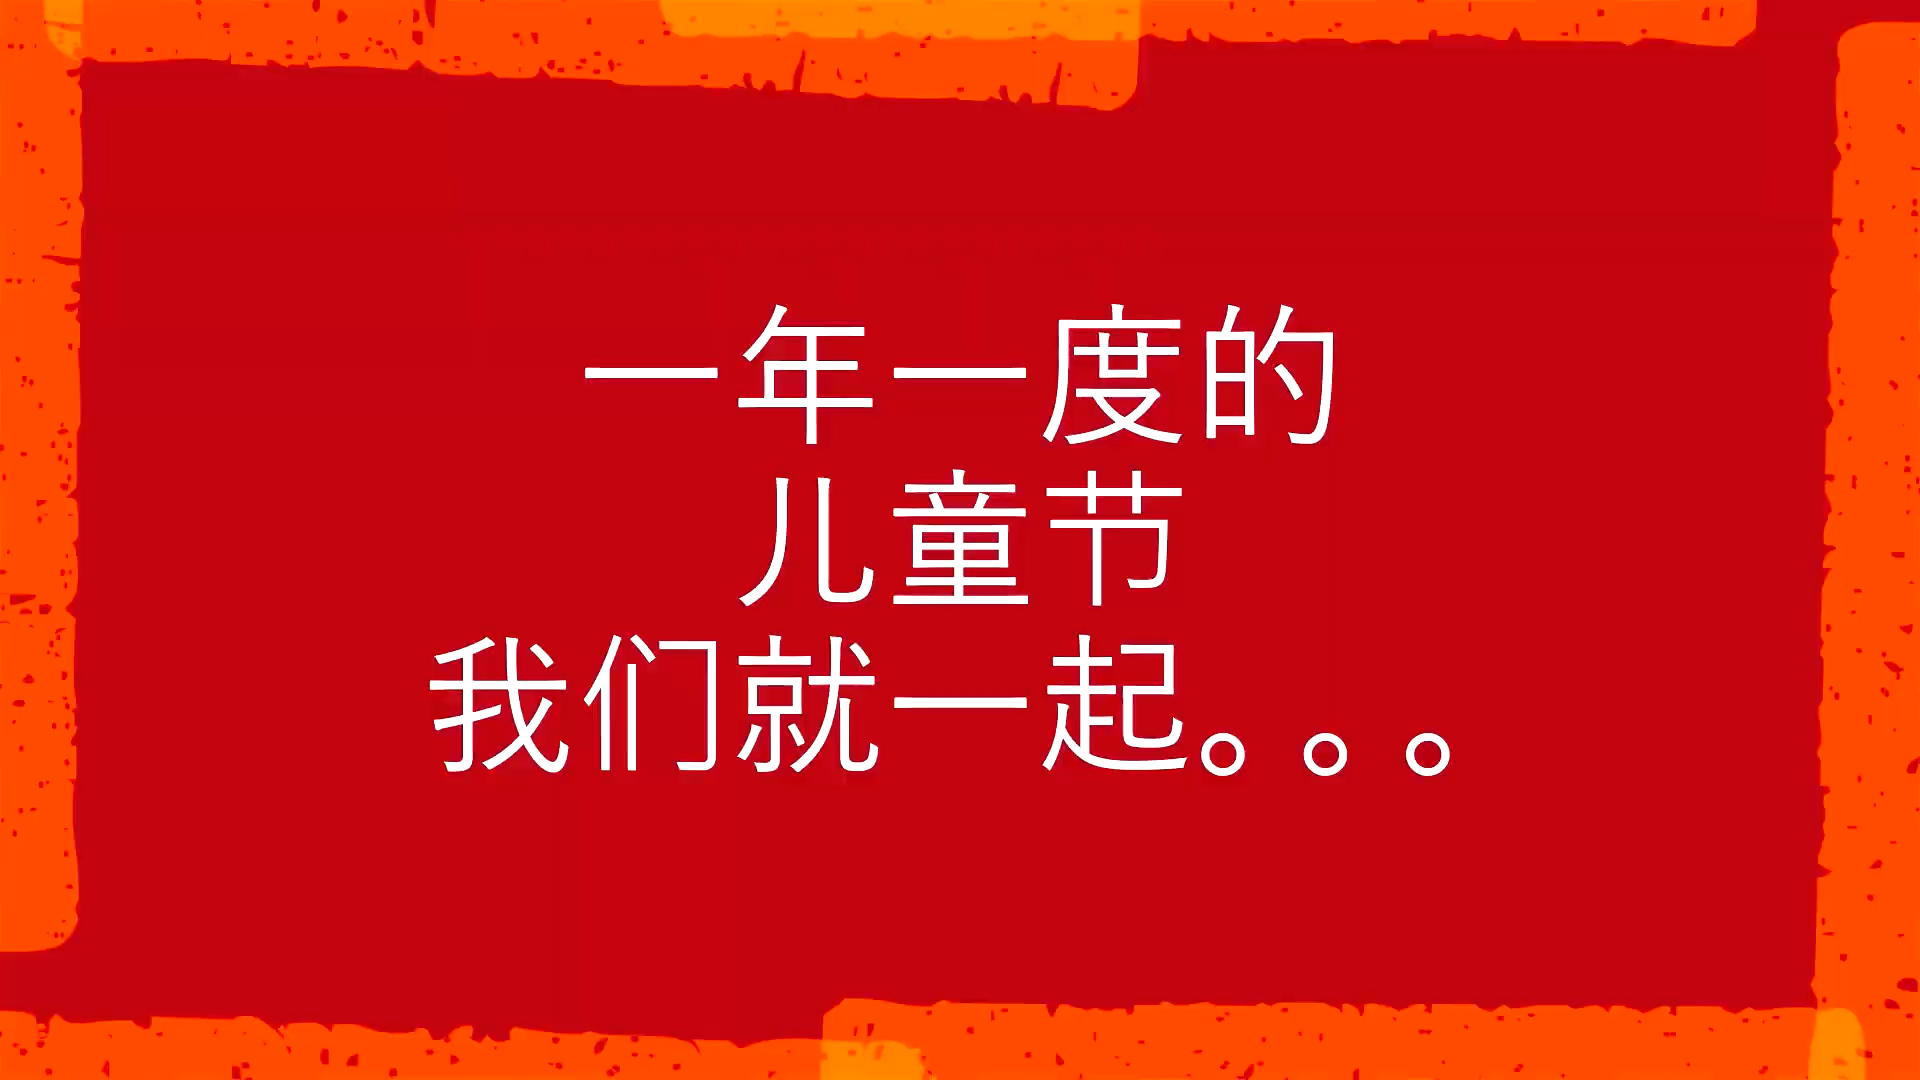 一年一度的
儿童节
我们就一起。。。